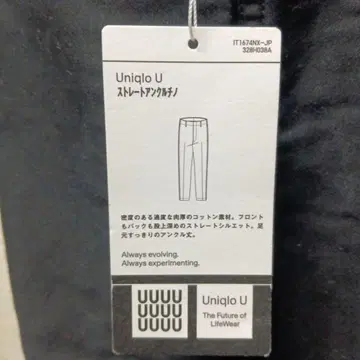 IT1674NX-JP
328H038A
Uniqlo U
ストレートアンクルチノ
密度のある適度な肉厚のコットン素材。フロント
もバックも股上深めのストレートシルエット。足
元すっきりのアンクル丈。
Always evolving.
Always experimenting.
UUUU
UUUU
Uniqlo U
The Future of
LifeWear